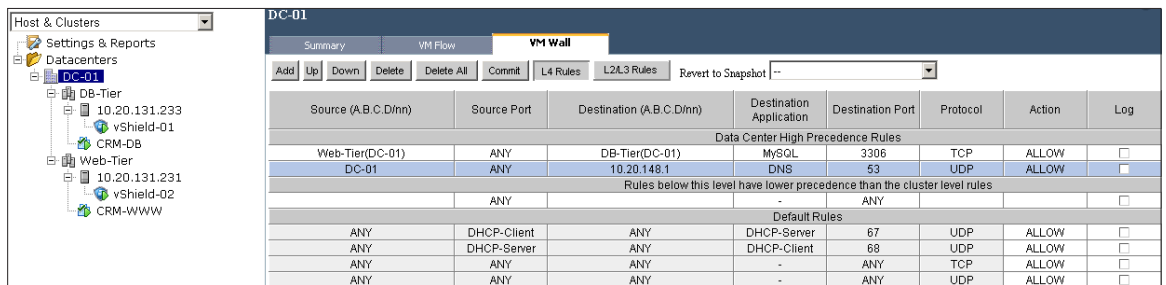 Host & Clusters
Settings & Reports
Datacenters
DC-01
DB-Tier
10.20.131.233
vShield-01
CRM-DB
Web-Tier
10.20.131.231
vShield-02
CRM-WWW
DC-01
Summary VM Flow VM Wall
Add Up Down Delete Delete All Commit L4 Rules L2/L3 Rules Revert to Snapshot --
Source (A.B.C.D/nn) Source Port Destination (A.B.C.D/nn) Destination Application Destination Port Protocol Action Log
Data Center High Precedence Rules
Web-Tier(DC-01) ANY DB-Tier(DC-01) MySQL 3306 TCP ALLOW
DC-01 ANY 10.20.148.1 DNS 53 UDP ALLOW
Rules below this level have lower precedence than the cluster level rules
ANY - ANY
Default Rules
ANY DHCP-Client ANY DHCP-Server 67 UDP ALLOW
ANY DHCP-Server ANY DHCP-Client 68 UDP ALLOW
ANY ANY ANY - ANY TCP ALLOW
ANY ANY ANY - ANY UDP ALLOW